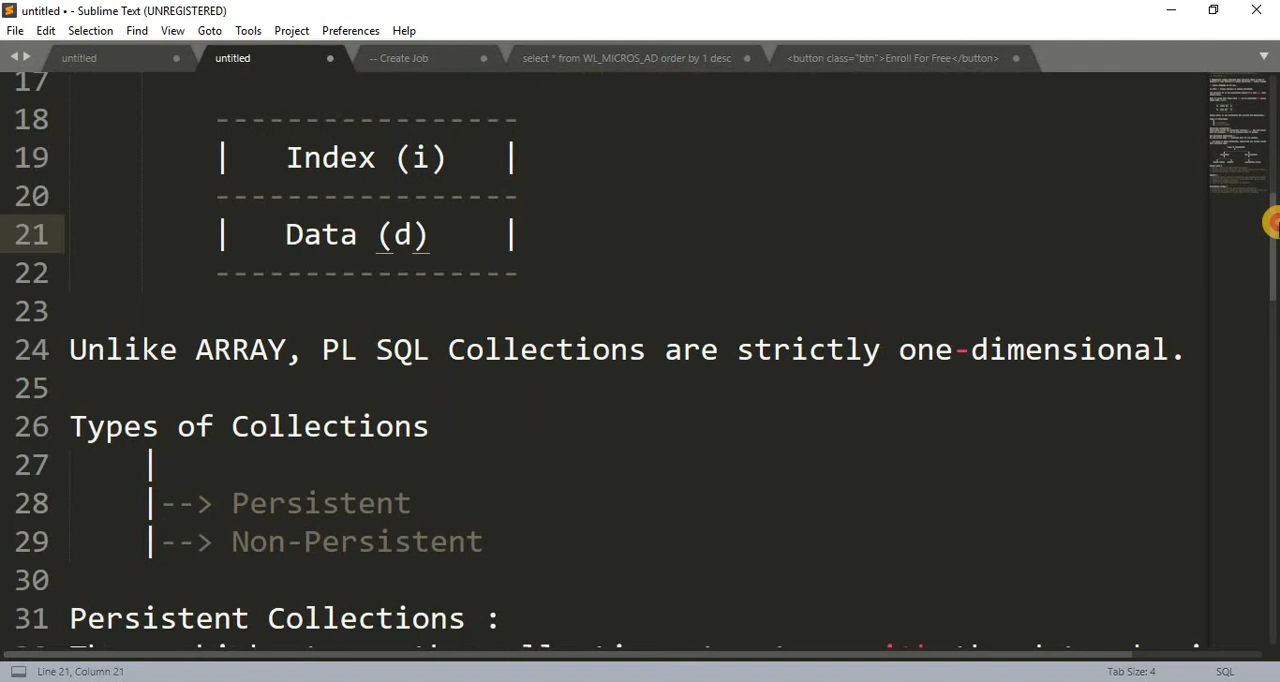 untitled • - Sublime Text (UNREGISTERED)
File Edit Selection Find View Goto Tools Project Preferences Help
untitled untitled -- Create Job select * from WL_MICROS_AD order by 1 desc <button class="btn">Enroll For Free</button>
17
18 ----------------
19 | Index (i) |
20 ----------------
21 | Data (d) |
22 ----------------
23
24 Unlike ARRAY, PL SQL Collections are strictly one-dimensional.
25
26 Types of Collections
27 |
28 |--> Persistent
29 |--> Non-Persistent
30
31 Persistent Collections :
Line 21, Column 21 Tab Size: 4 SQL